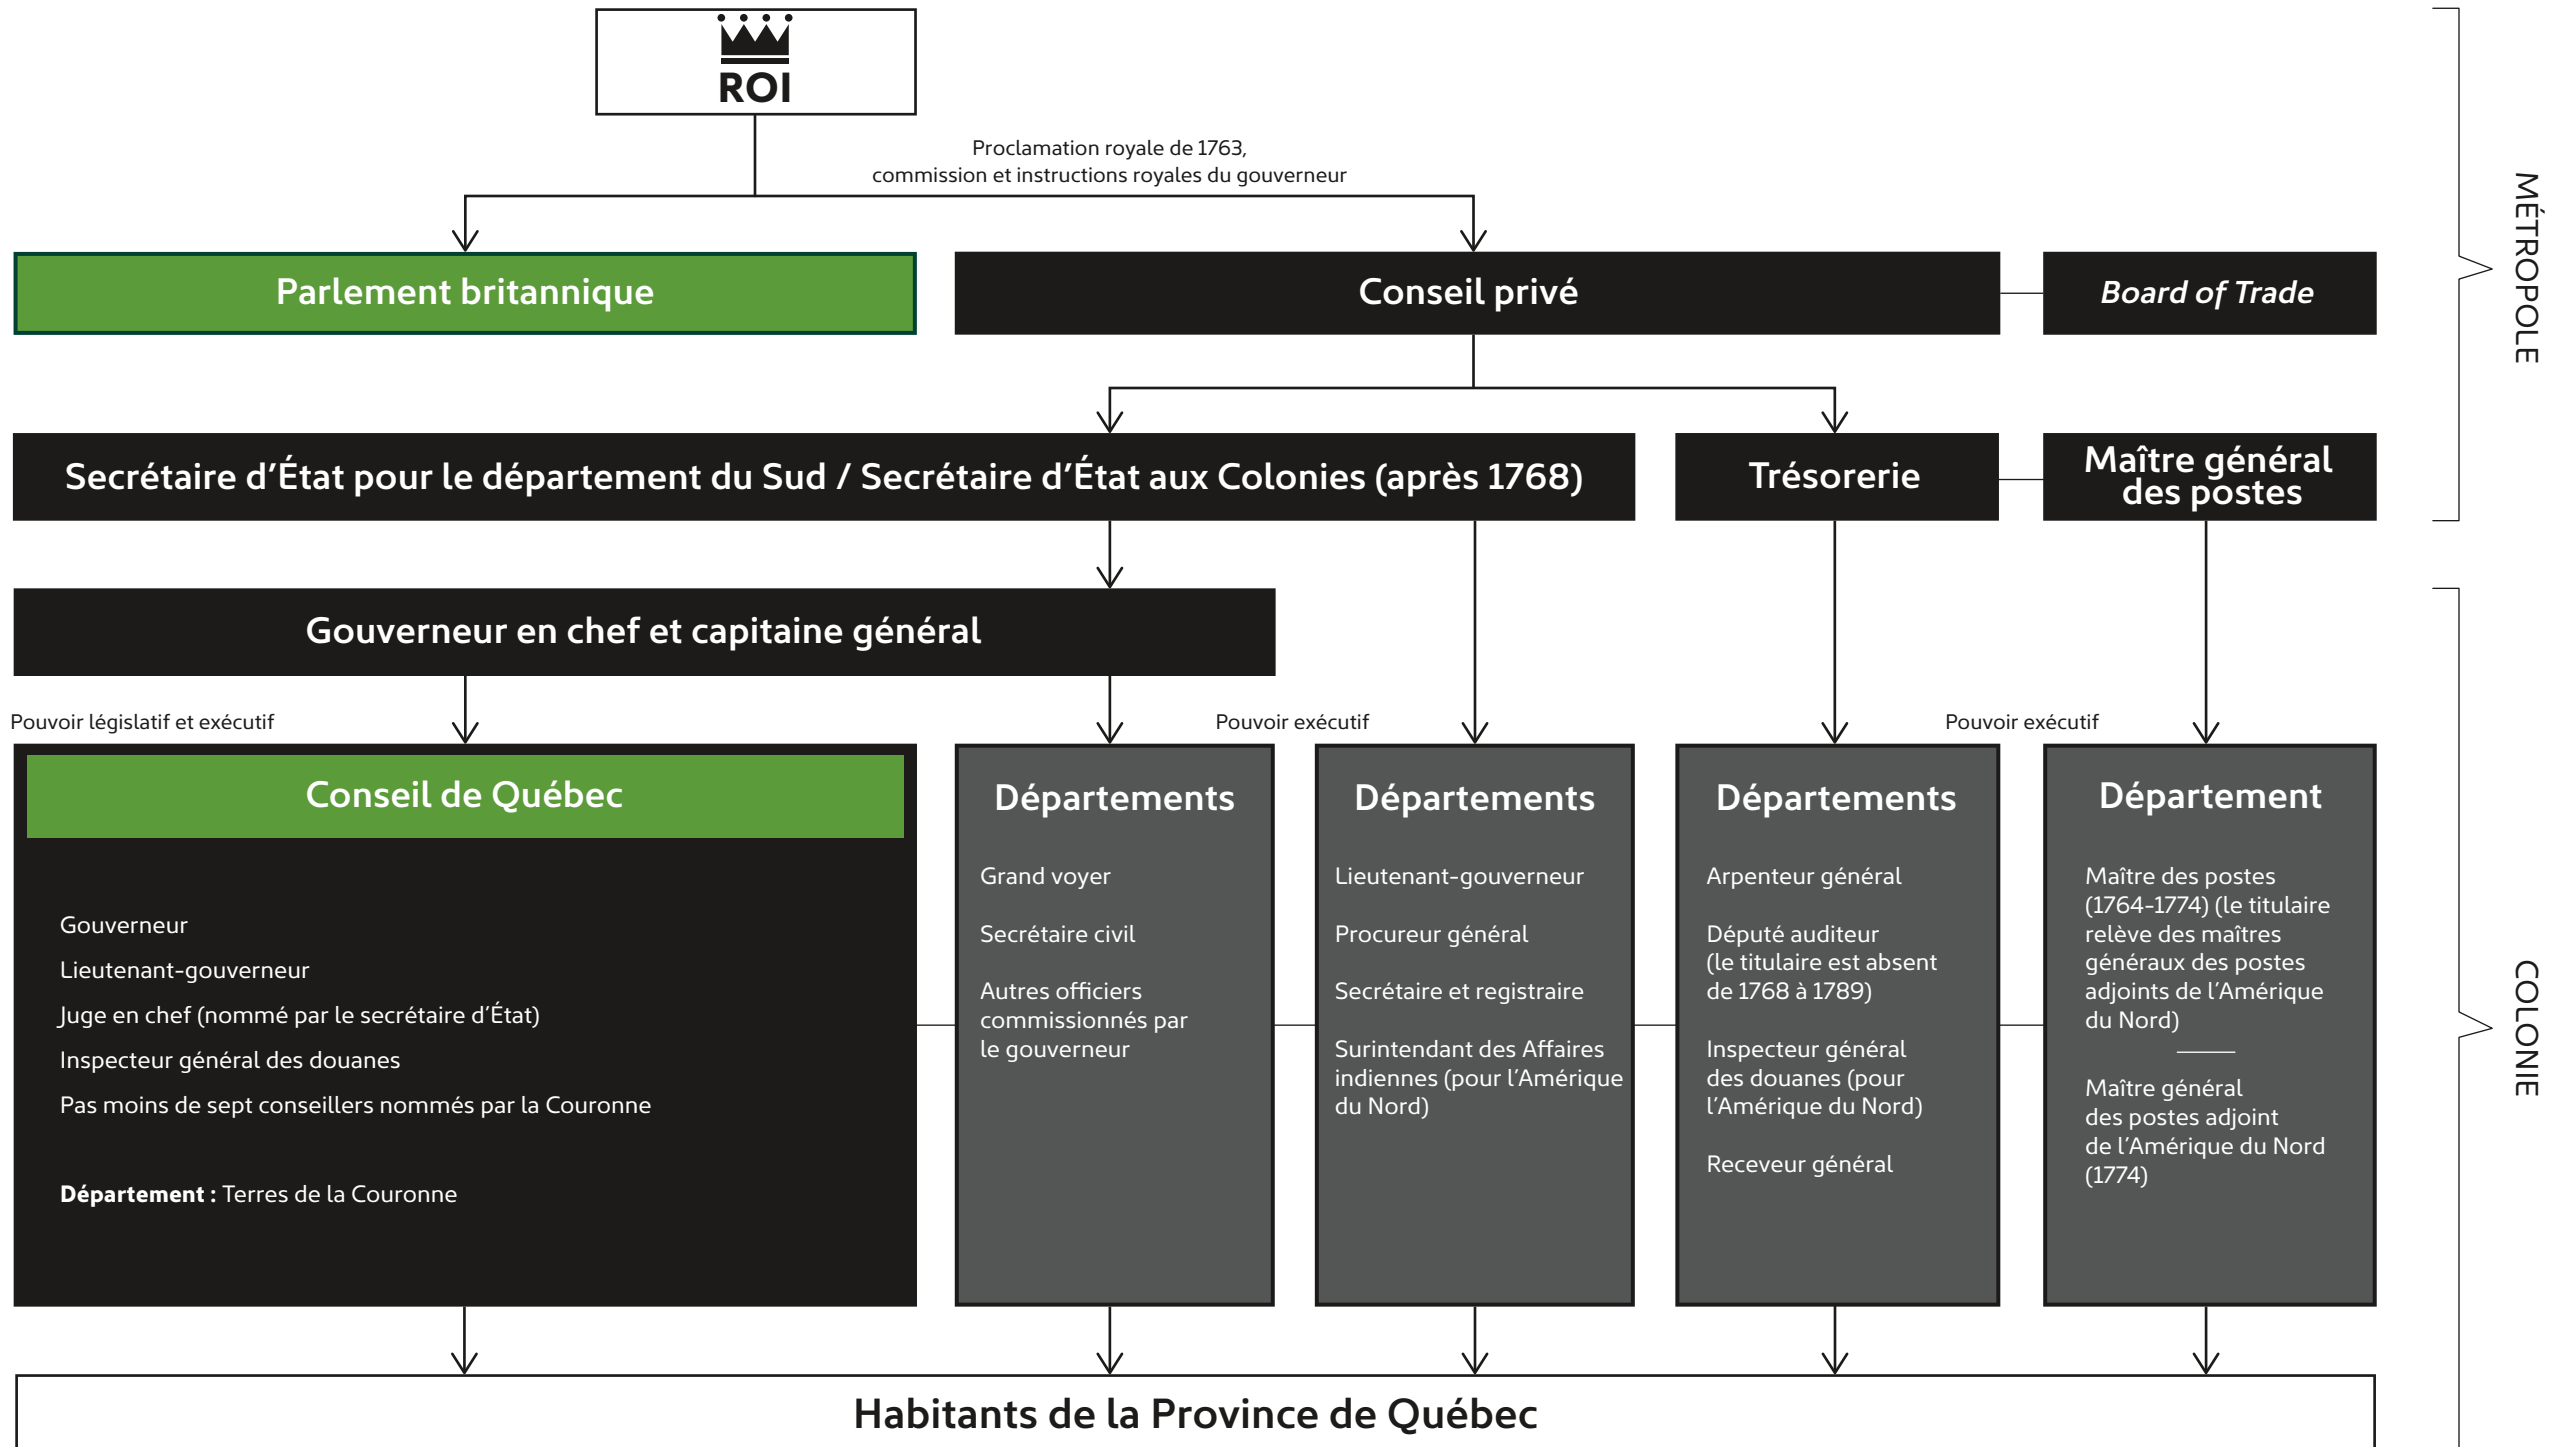 ROI
Proclamation royale de 1763,
commission et instructions royales du gouverneur
Parlement britannique
Conseil privé
Board of Trade
MÉTROPOLE
Secrétaire d'État pour le département du Sud / Secrétaire d'État aux Colonies (après 1768)
Trésorerie
Maître général
des postes
Gouverneur en chef et capitaine général
Pouvoir législatif et exécutif
Pouvoir exécutif
Pouvoir exécutif
Conseil de Québec
Gouverneur
Lieutenant-gouverneur
Juge en chef (nommé par le secrétaire d'État)
Inspecteur général des douanes
Pas moins de sept conseillers nommés par la Couronne
Département : Terres de la Couronne
Départements
Grand voyer
Secrétaire civil
Autres officiers
commissionnés par
le gouverneur
Départements
Lieutenant-gouverneur
Procureur général
Secrétaire et registraire
Surintendant des Affaires
indiennes (pour l'Amérique
du Nord)
Départements
Arpenteur général
Député auditeur
(le titulaire est absent
de 1768 à 1789)
Inspecteur général
des douanes (pour
l'Amérique du Nord)
Receveur général
Département
Maître des postes
(1764-1774) (le titulaire
relève des maîtres
généraux des postes
adjoints de l'Amérique
du Nord)
Maître général
des postes adjoint
de l'Amérique du Nord
(1774)
COLONIE
Habitants de la Province de Québec